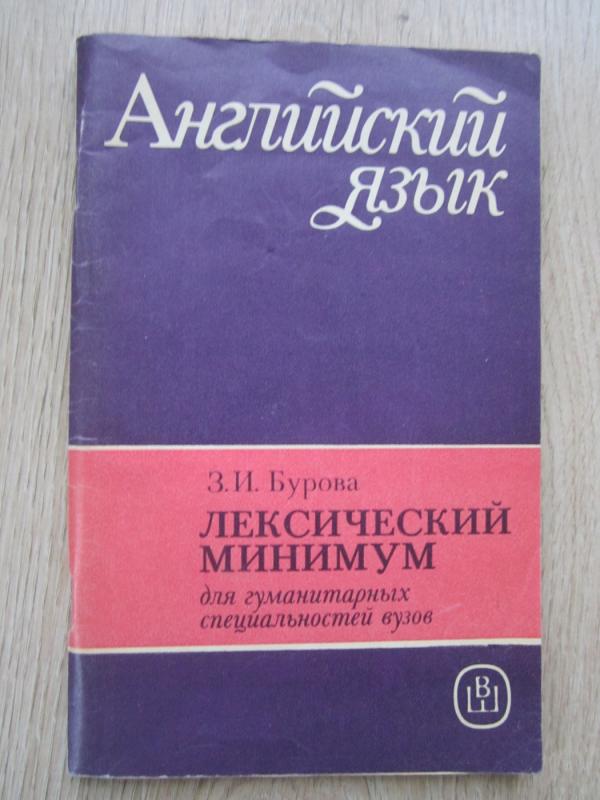 Английский
язык
З.И. Бурова
ЛЕКСИЧЕСКИЙ
МИНИМУМ
для гуманитарных
специальностей вузов
ВШ